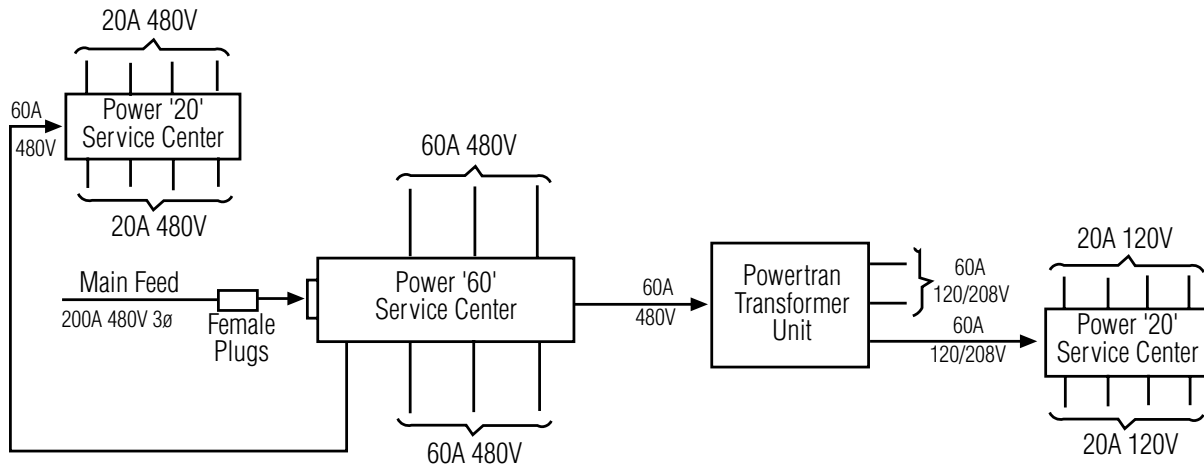 20A 480V
60A
480V
Power '20'
Service Center
20A 480V
Main Feed
200A 480V 3ø
Female
Plugs
60A 480V
Power '60'
Service Center
60A 480V
60A
480V
Powertran
Transformer
Unit
60A
120/208V
60A
120/208V
20A 120V
Power '20'
Service Center
20A 120V